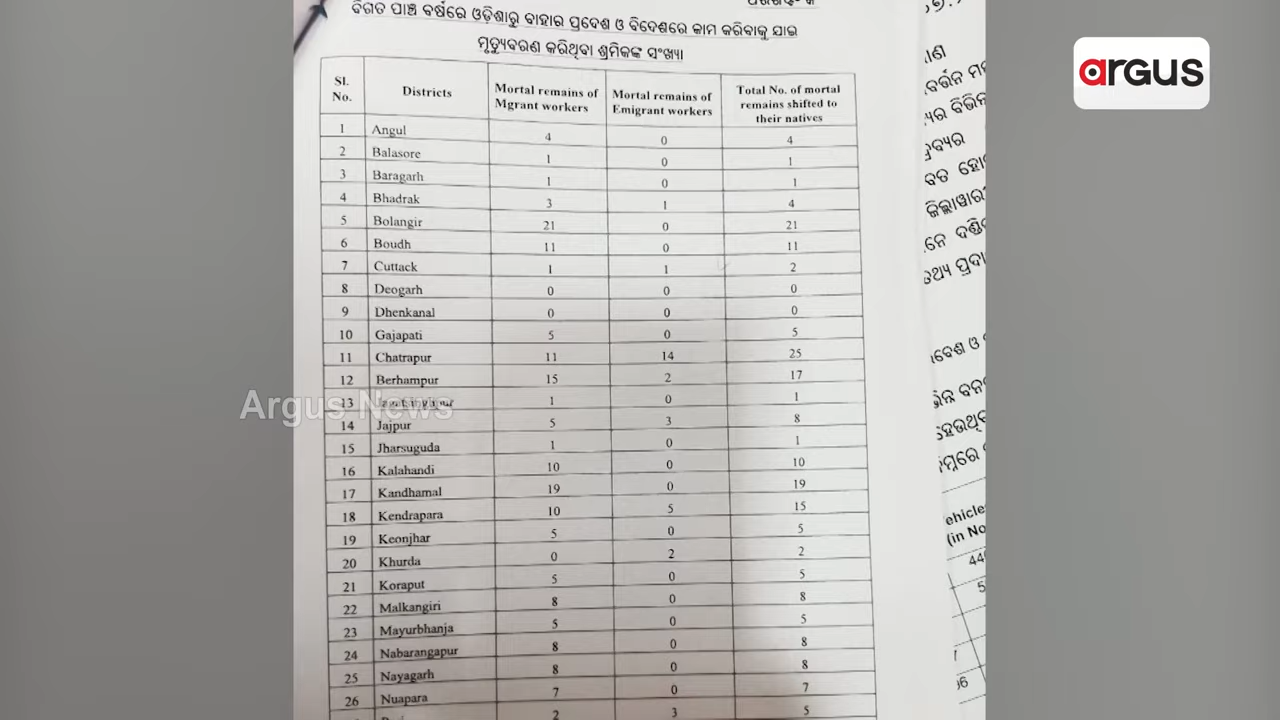 ବିଗତ ପାଞ୍ଚ ବର୍ଷରେ ଓଡ଼ିଶାରୁ ବାହାର ପ୍ରଦେଶ ଓ ବିଦେଶରେ କାମ କରିବାକୁ ଯାଇ
ମୃତ୍ୟୁବରଣ କରିଥିବା ଶ୍ରମିକଙ୍କ ସଂଖ୍ୟା
argus
Sl. No. Districts Mortal remains of Mgrant workers Mortal remains of Emigrant workers Total No. of mortal remains shifted to their natives
1 Angul 4 0 4
2 Balasore 1 0 1
3 Baragarh 1 0 1
4 Bhadrak 3 1 4
5 Bolangir 21 0 21
6 Boudh 11 0 11
7 Cuttack 1 1 2
8 Deogarh 0 0 0
9 Dhenkanal 0 0 0
10 Gajapati 5 0 5
11 Chatrapur 11 14 25
12 Berhampur 15 2 17
Argus News
13 Jagatsinghpur 1 0 1
14 Jajpur 5 3 8
15 Jharsuguda 1 0 1
16 Kalahandi 10 0 10
17 Kandhamal 19 0 19
18 Kendrapara 10 5 15
19 Keonjhar 5 0 5
20 Khurda 0 2 2
21 Koraput 5 0 5
22 Malkangiri 8 0 8
23 Mayurbhanja 5 0 5
24 Nabarangapur 8 0 8
25 Nayagarh 8 0 8
26 Nuapara 7 0 7
2 3 5
ehicles
(in No